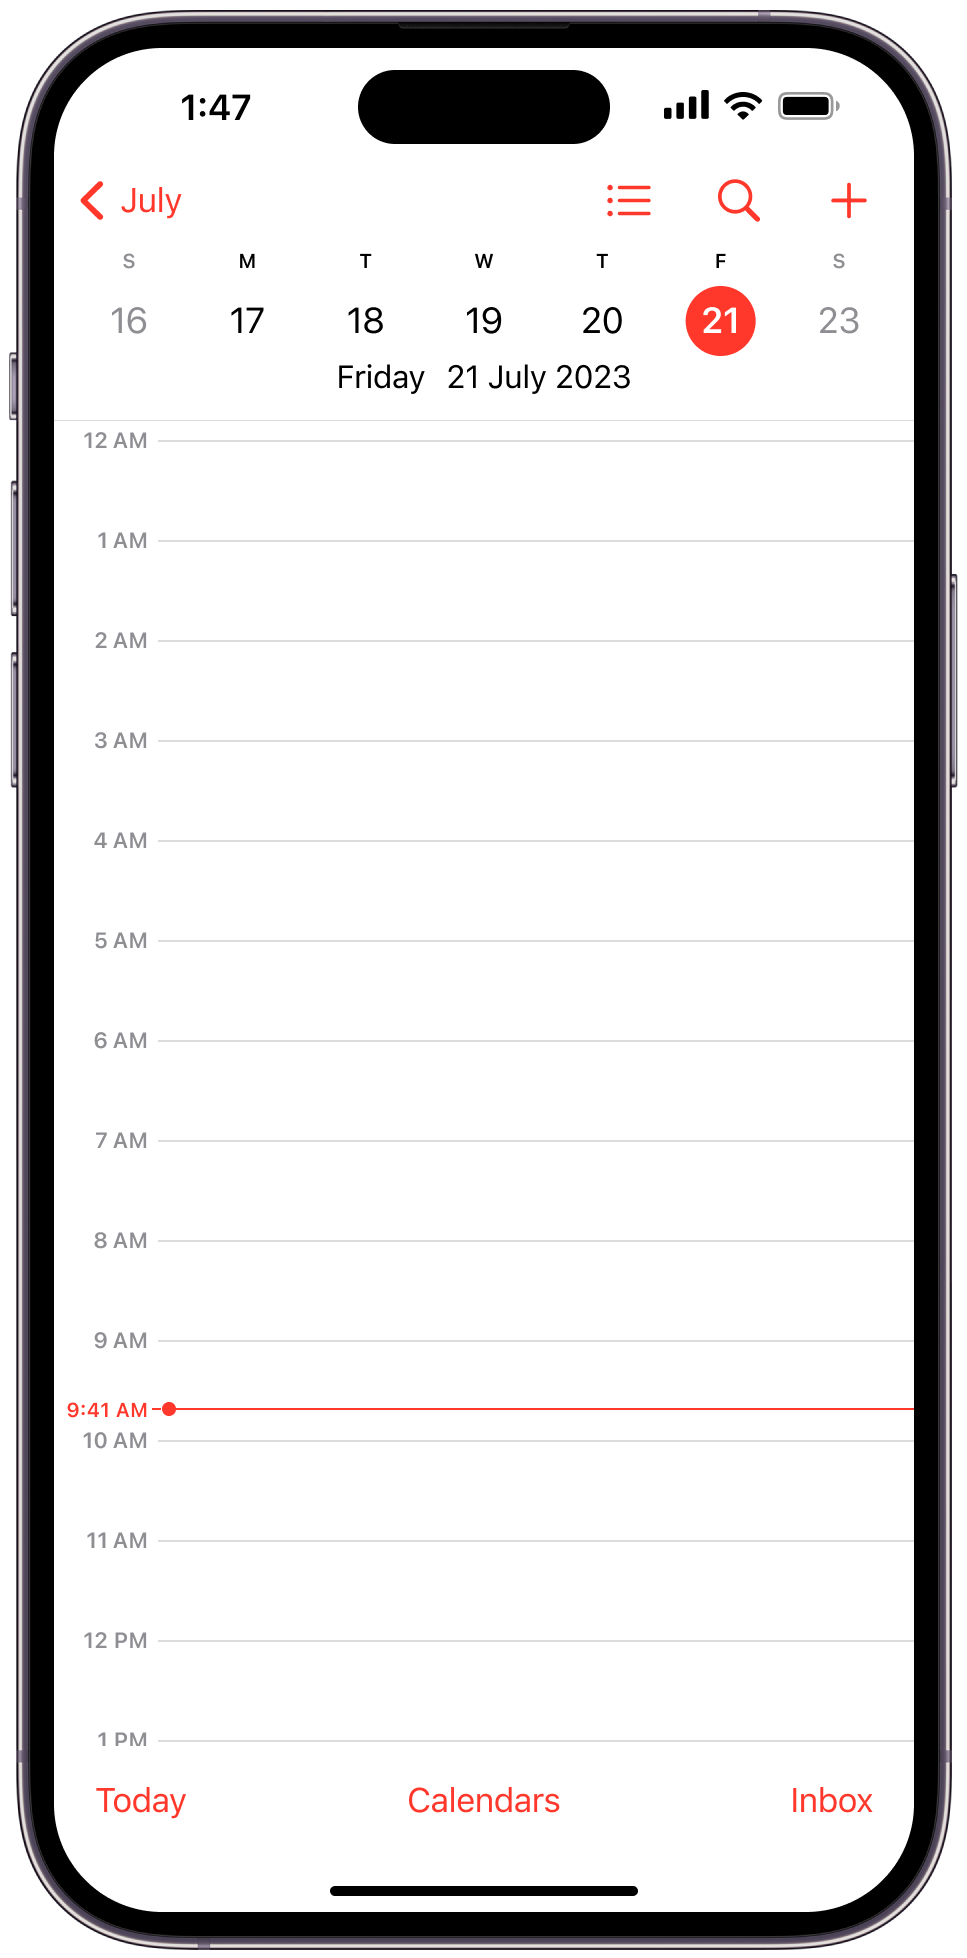 1:47
July
S M T W T F S
16 17 18 19 20 21 23
Friday 21 July 2023
12 AM
1 AM
2 AM
3 AM
4 AM
5 AM
6 AM
7 AM
8 AM
9 AM
9:41 AM
10 AM
11 AM
12 PM
1 PM
Today Calendars Inbox